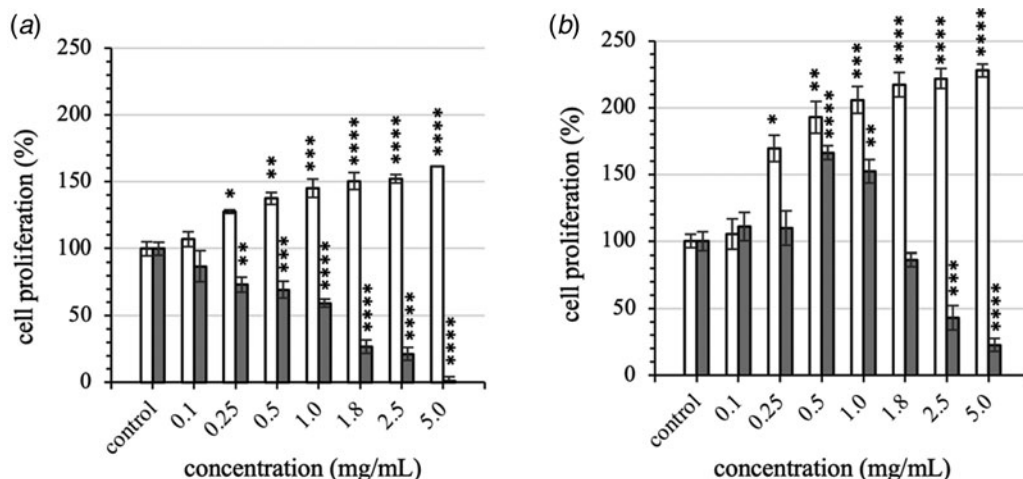 (a)
250
200
150
100
50
0
cell proliferation (%)
* ** *** **** **** ****
** *** **** **** **** ****
control 0.1 0.25 0.5 1.0 1.8 2.5 5.0
concentration (mg/mL)
(b)
250
200
150
100
50
0
cell proliferation (%)
* ** *** **** **** ****
**** ** *** ****
control 0.1 0.25 0.5 1.0 1.8 2.5 5.0
concentration (mg/mL)